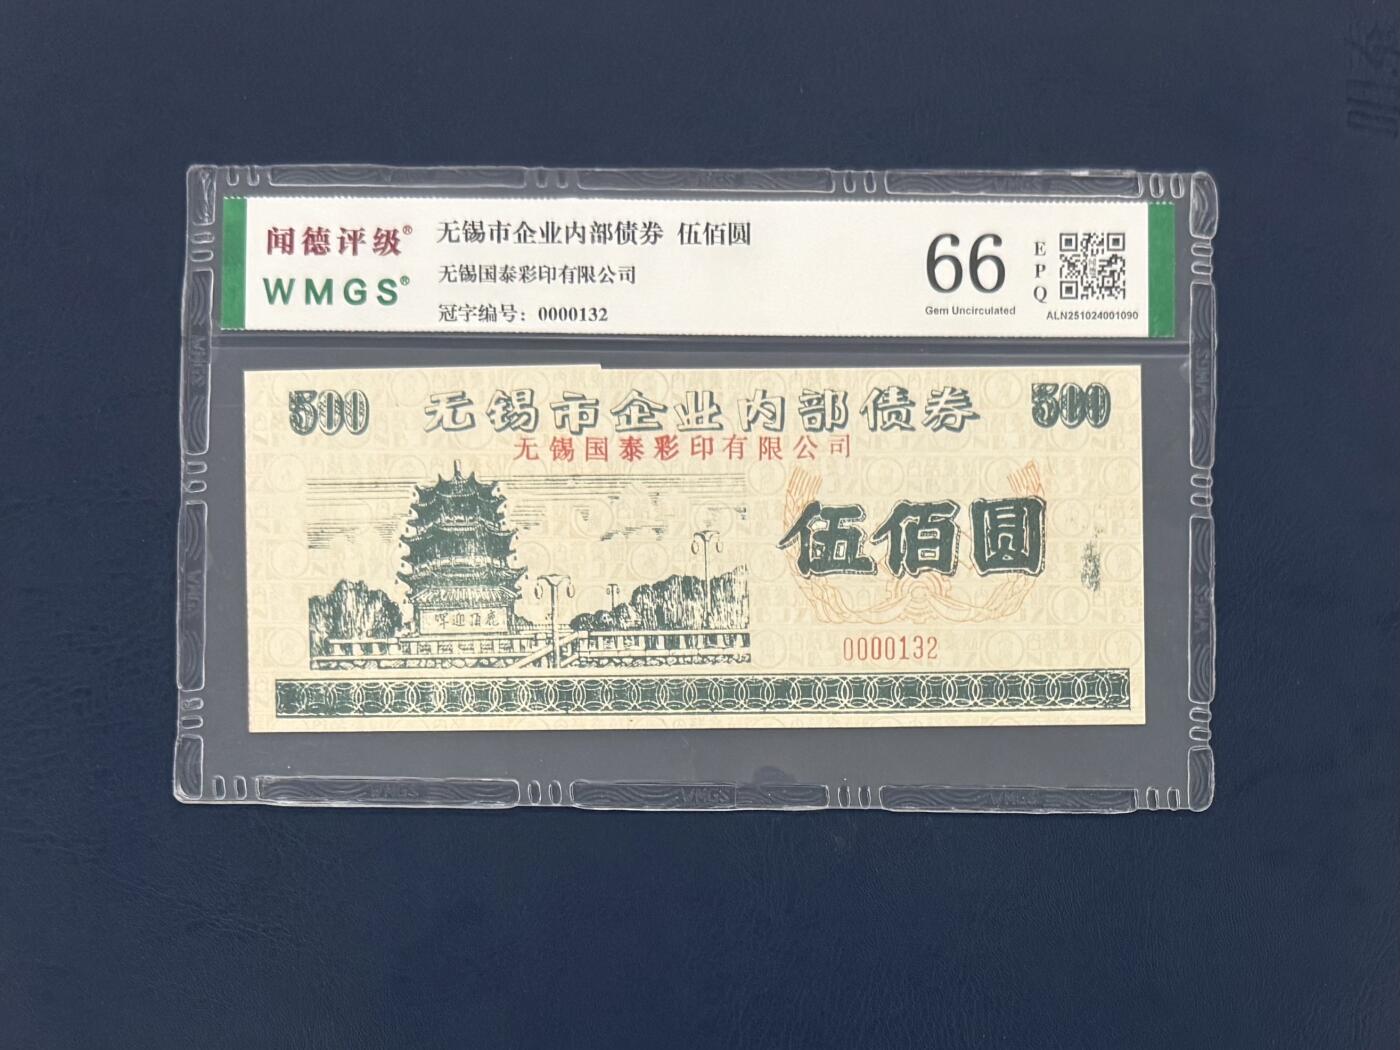 闻德评级®
WMGS®
无锡市企业内部债券 伍佰圆
无锡国泰彩印有限公司
冠字编号：0000132
66
EPQ
Gem Uncirculated
ALN251024001090
500 无锡市企业内部债券 500
无锡国泰彩印有限公司
伍佰圆
0000132
WMGS
WMGS
WMGS